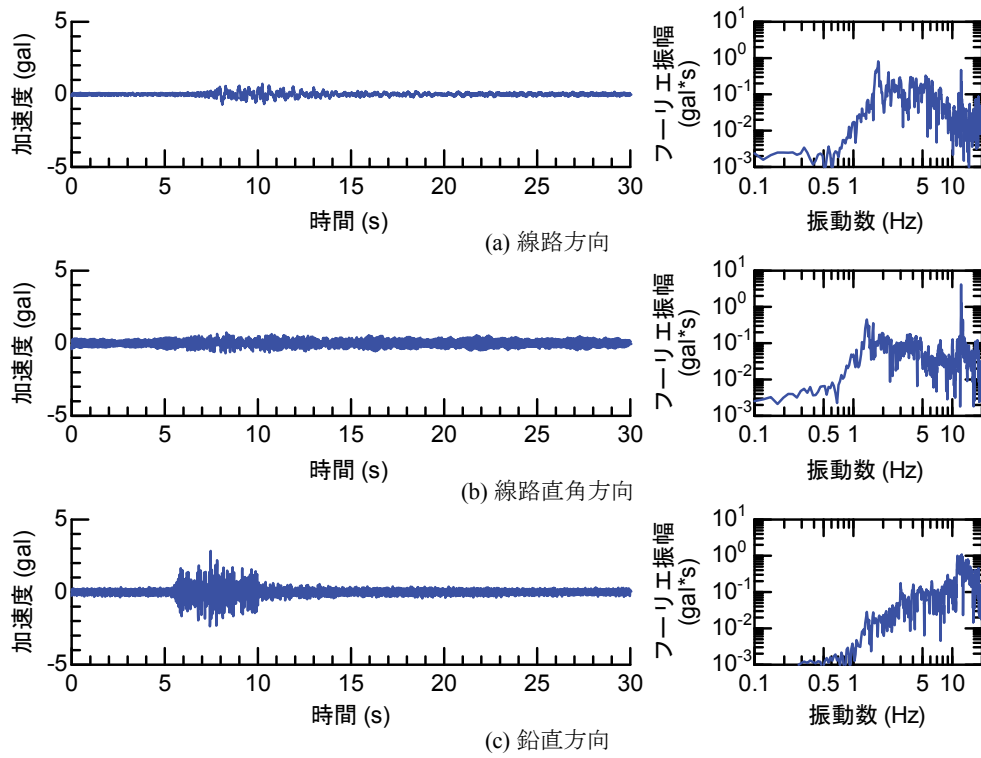 加速度 (gal)
5
0
-5
0 5 10 15 20 25 30
時間 (s)
フーリエ振幅
(gal*s)
10^1
10^0
10^-1
10^-2
10^-3
0.1 0.5 1 5 10
振動数 (Hz)
(a) 線路方向
加速度 (gal)
5
0
-5
0 5 10 15 20 25 30
時間 (s)
フーリエ振幅
(gal*s)
10^1
10^0
10^-1
10^-2
10^-3
0.1 0.5 1 5 10
振動数 (Hz)
(b) 線路直角方向
加速度 (gal)
5
0
-5
0 5 10 15 20 25 30
時間 (s)
フーリエ振幅
(gal*s)
10^1
10^0
10^-1
10^-2
10^-3
0.1 0.5 1 5 10
振動数 (Hz)
(c) 鉛直方向